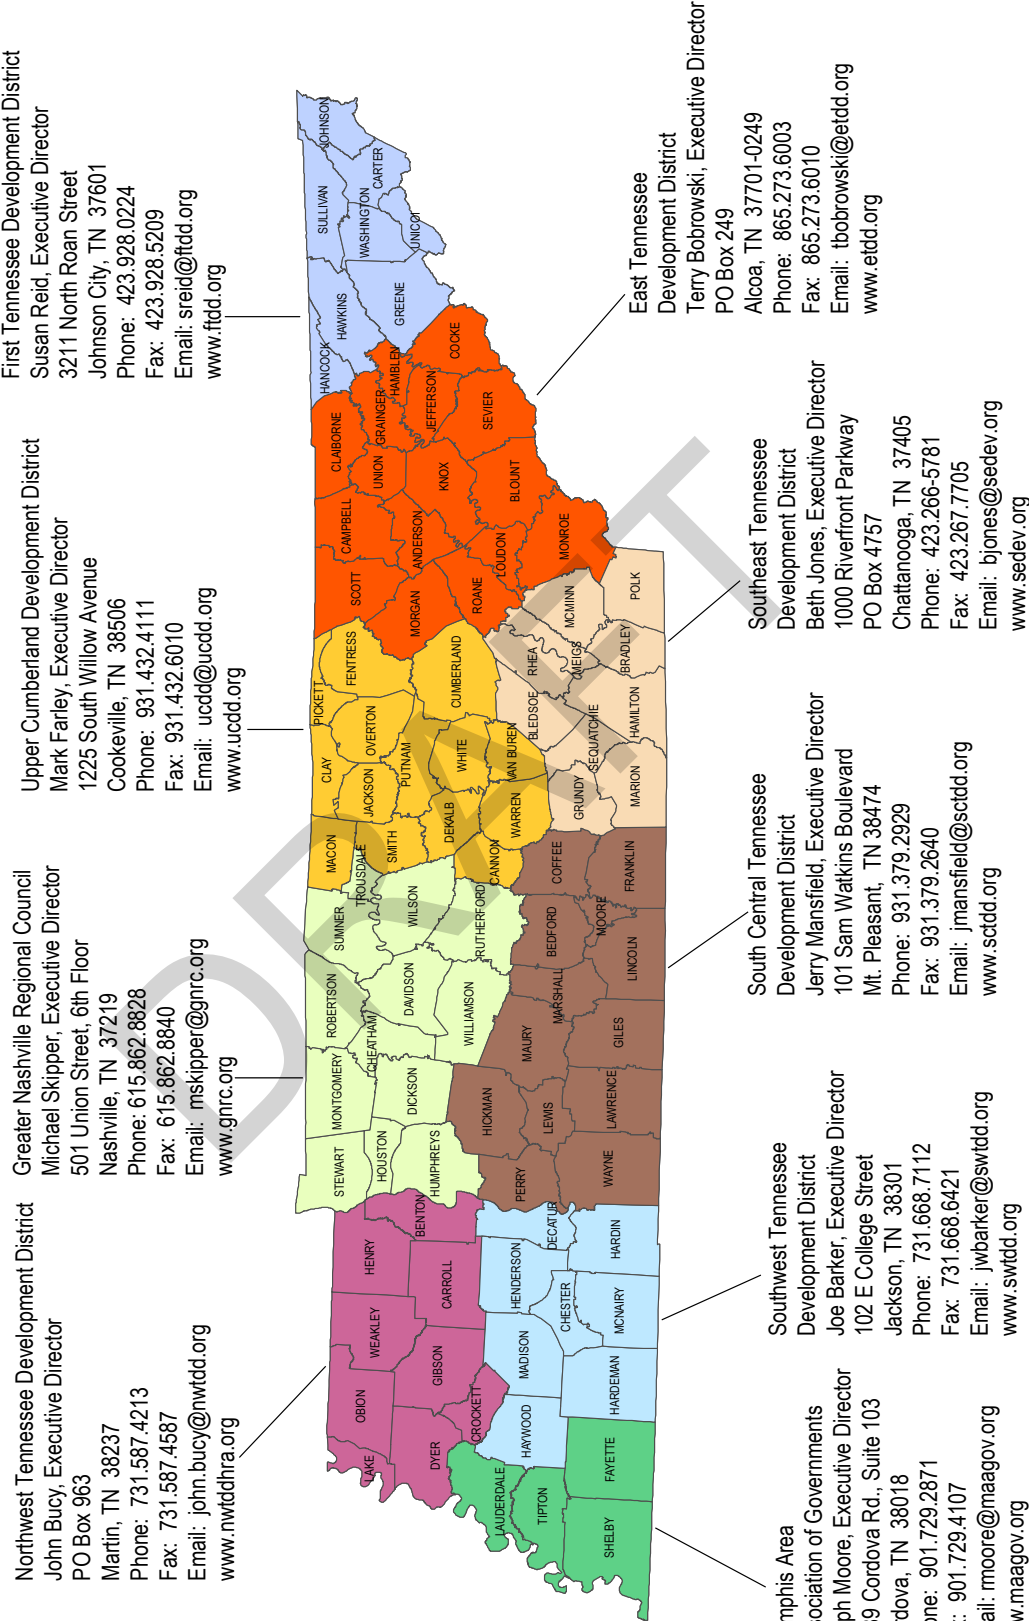 Northwest Tennessee Development District
John Bucy, Executive Director
PO Box 963
Martin, TN  38237
Phone:  731.587.4213
Fax:  731.587.4587
Email:  john.bucy@nwtddhra.org
www.nwtddhra.org
Greater Nashville Regional Council
Michael Skipper, Executive Director
501 Union Street, 6th Floor
Nashville, TN  37219
Phone: 615.862.8828
Fax:  615.862.8840
Email:  mskipper@gnrc.org
www.gnrc.org
Upper Cumberland Development District
Mark Farley, Executive Director
1225 South Willow Avenue
Cookeville, TN  38506
Phone:  931.432.4111
Fax:  931.432.6010
Email:  ucdd@ucdd.org
www.ucdd.org
First Tennessee Development District
Susan Reid, Executive Director
3211 North Roan Street
Johnson City, TN  37601
Phone:  423.928.0224
Fax:  423.928.5209
Email: sreid@ftdd.org
www.ftdd.org
LAKE
OBION
WEAKLEY
HENRY
BENTON
DYER
GIBSON
CARROLL
CROCKETT
LAUDERDALE
TIPTON
SHELBY
FAYETTE
HAYWOOD
MADISON
HENDERSON
DECATUR
CHESTER
HARDEMAN
MCNAIRY
HARDIN
STEWART
MONTGOMERY
ROBERTSON
SUMNER
TROUSDALE
HOUSTON
HUMPHREYS
DICKSON
CHEATHAM
DAVIDSON
WILSON
WILLIAMSON
RUTHERFORD
PERRY
HICKMAN
LEWIS
MAURY
MARSHALL
BEDFORD
COFFEE
MOORE
WAYNE
LAWRENCE
GILES
LINCOLN
FRANKLIN
MACON
CLAY
PICKETT
FENTRESS
JACKSON
OVERTON
SMITH
PUTNAM
DEKALB
WHITE
CUMBERLAND
CANNON
WARREN
VAN BUREN
GRUNDY
SEQUATCHIE
BLEDSOE
RHEA
MEIGS
MCMINN
MARION
HAMILTON
BRADLEY
POLK
SCOTT
CAMPBELL
CLAIBORNE
MORGAN
ANDERSON
UNION
GRAINGER
HAMBLEN
ROANE
LOUDON
KNOX
JEFFERSON
COCKE
MONROE
BLOUNT
SEVIER
HANCOCK
HAWKINS
GREENE
SULLIVAN
WASHINGTON
UNICOI
CARTER
JOHNSON
DRAFT
Area
of Governments
Moore, Executive Director
Cordova Rd., Suite 103
TN  38018
901.729.2871
901.729.4107
rmoore@maagov.org
Southwest Tennessee
Development District
Joe Barker, Executive Director
102 E College Street
Jackson, TN  38301
Phone:  731.668.7112
Fax:  731.668.6421
Email:  jwbarker@swtdd.org
www.swtdd.org
South Central Tennessee
Development District
Jerry Mansfield, Executive Director
101 Sam Watkins Boulevard
Mt. Pleasant,  TN 38474
Phone:  931.379.2929
Fax:  931.379.2640
Email:  jmansfield@sctdd.org
www.sctdd.org
Southeast Tennessee
Development District
Beth Jones, Executive Director
1000 Riverfront Parkway
PO Box 4757
Chattanooga, TN  37405
Phone:  423.266-5781
Fax:  423.267.7705
Email:  bjones@sedev.org
www.sedev.org
East Tennessee
Development District
Terry Bobrowski, Executive Director
PO Box 249
Alcoa, TN  37701-0249
Phone:  865.273.6003
Fax:  865.273.6010
Email:  tbobrowski@etdd.org
www.etdd.org